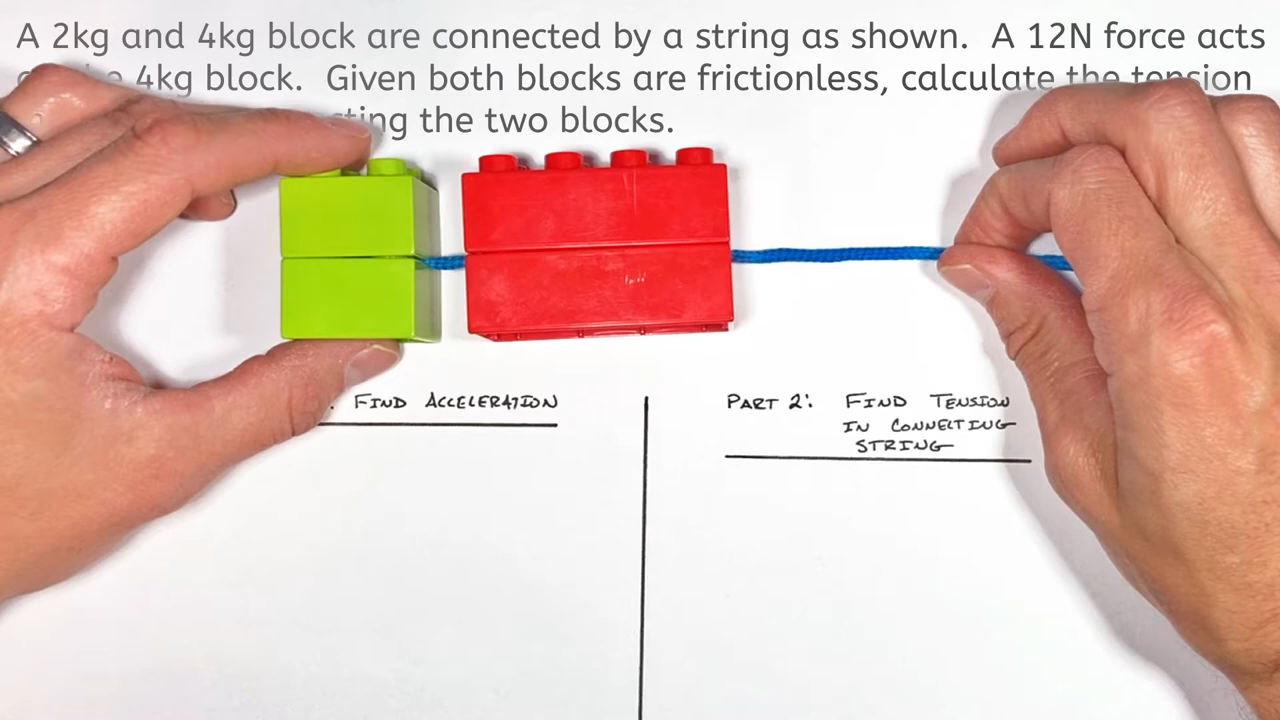 A 2kg and 4kg block are connected by a string as shown. A 12N force acts
4kg block. Given both blocks are frictionless, calculate the tension
the two blocks.
FIND ACCELERATION
PART 2: FIND TENSION
IN CONNECTING
STRING